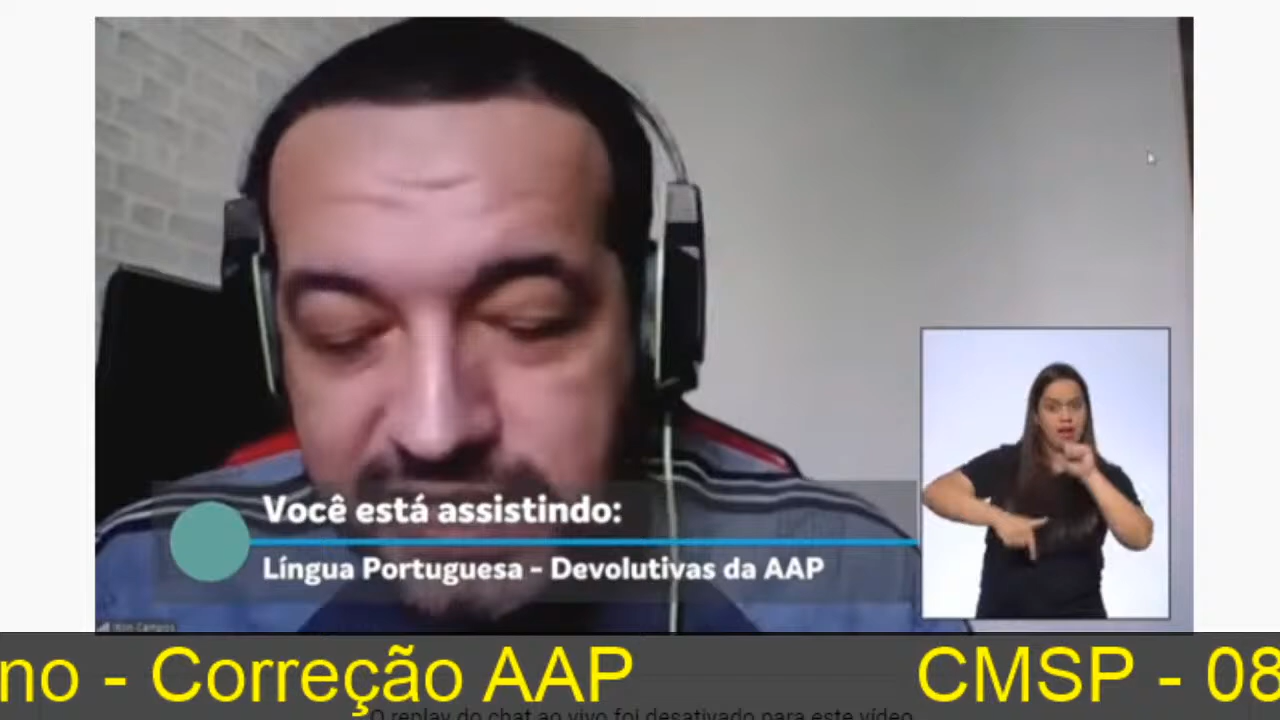 Você está assistindo:
Língua Portuguesa - Devolutivas da AAP
Campos
no - Correção AAP CMSP - 08
O replay do chat ao vivo foi desativado para este vídeo.